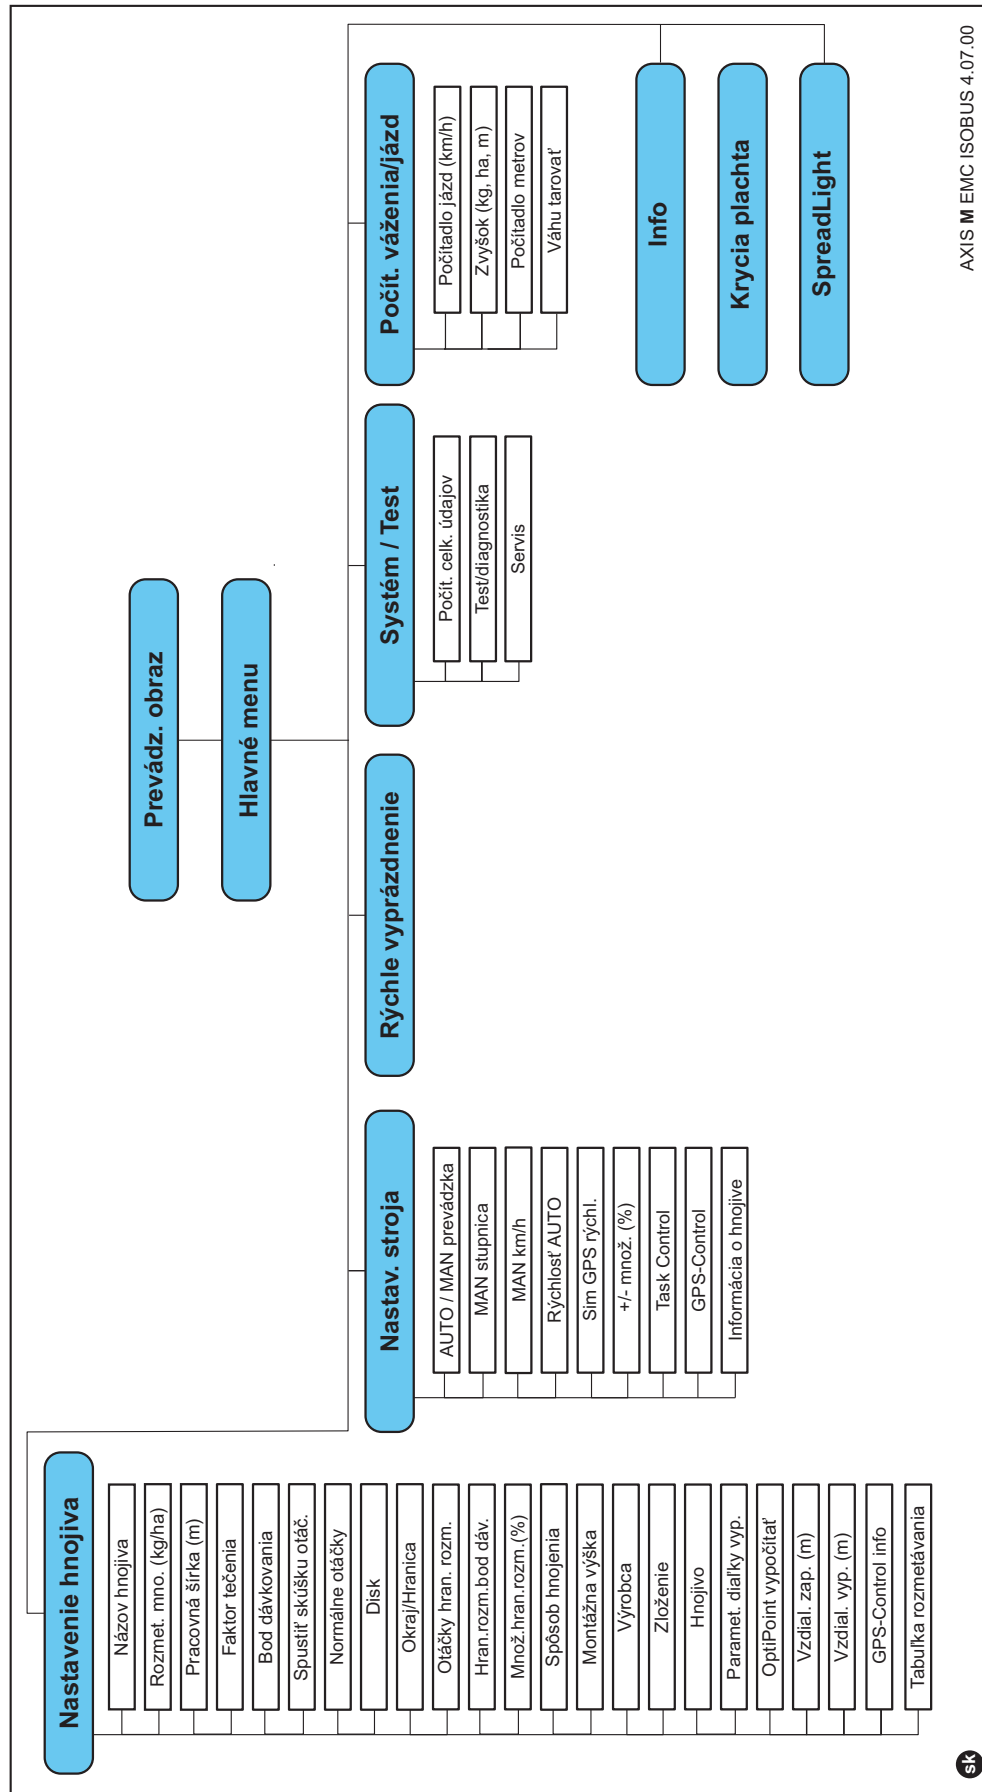 Prevádz. obraz
Hlavné menu
Nastavenie hnojiva
Názov hnojiva
Rozmet. mno. (kg/ha)
Pracovná šírka (m)
Faktor tečenia
Bod dávkovania
Spustiť skúšku otáč.
Normálne otáčky
Disk
Okraj/Hranica
Otáčky hran. rozm.
Hran.rozm.bod dáv.
Množ.hran.rozm.(%)
Spôsob hnojenia
Montážna výška
Výrobca
Zloženie
Hnojivo
Paramet. diaľky vyp.
OptiPoint vypočítať
Vzdial. zap. (m)
Vzdial. vyp. (m)
GPS-Control info
Tabuľka rozmetávania
Nastav. stroja
AUTO / MAN prevádzka
MAN stupnica
MAN km/h
Rýchlosť AUTO
Sim GPS rýchl.
+/- množ. (%)
Task Control
GPS-Control
Informácia o hnojive
Rýchle vyprázdnenie
Systém / Test
Počít. celk. údajov
Test/diagnostika
Servis
Počít. váženia/jázd
Počítadlo jázd (km/h)
Zvyšok (kg, ha, m)
Počítadlo metrov
Váhu tarovať
Info
Krycia plachta
SpreadLight
sk
AXIS M EMC ISOBUS 4.07.00